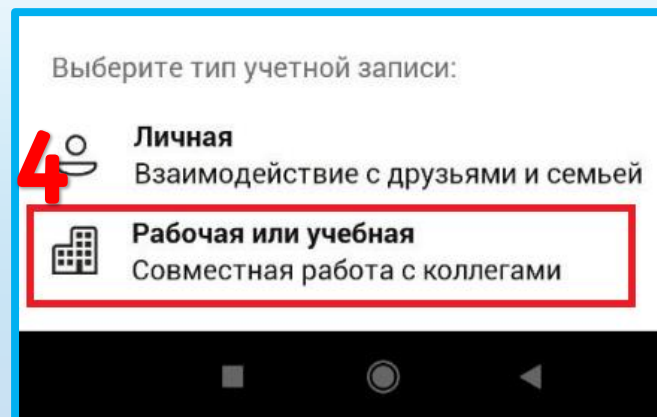 Выберите тип учетной записи:
4
Личная
Взаимодействие с друзьями и семьей
Рабочая или учебная
Совместная работа с коллегами